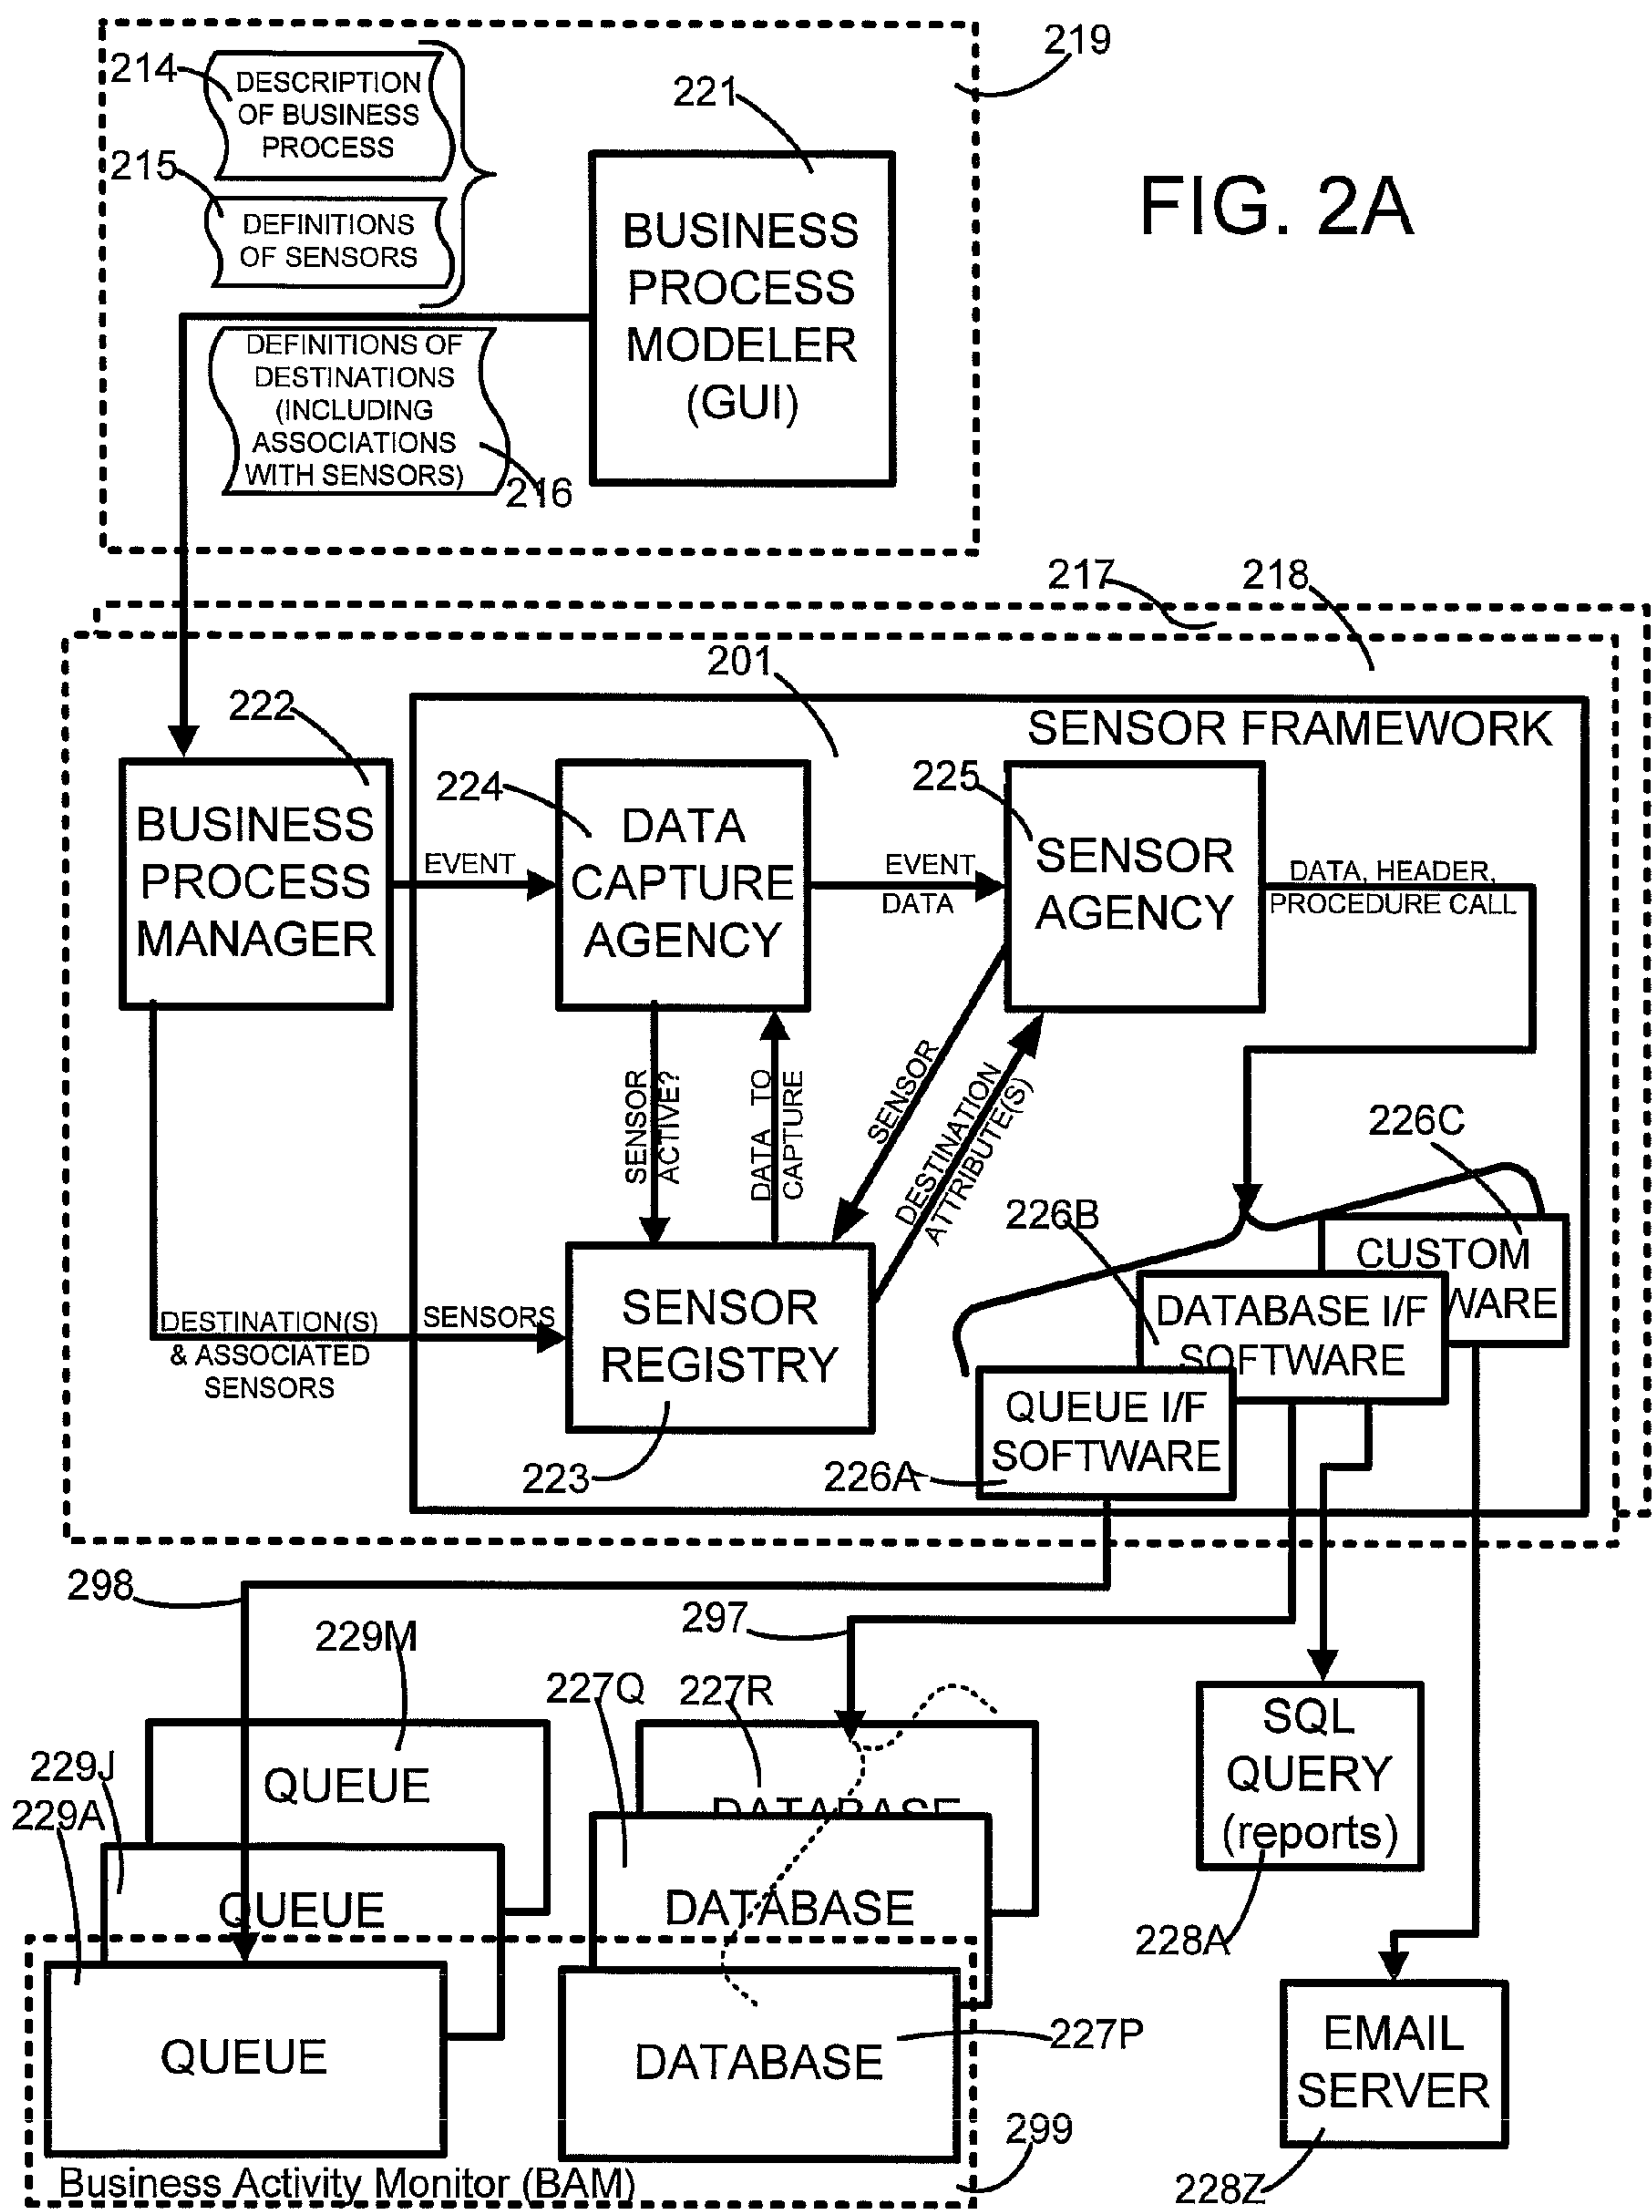 219
214
DESCRIPTION
OF BUSINESS
PROCESS
221
215
DEFINITIONS
OF SENSORS
BUSINESS
PROCESS
MODELER
(GUI)
FIG. 2A
DEFINITIONS OF
DESTINATIONS
(INCLUDING
ASSOCIATIONS
WITH SENSORS)
216
217
218
201
222
SENSOR FRAMEWORK
224
225
BUSINESS
PROCESS
MANAGER
EVENT
DATA
CAPTURE
AGENCY
EVENT
DATA
SENSOR
AGENCY
DATA, HEADER,
PROCEDURE CALL
SENSOR
ACTIVE?
DATA TO
CAPTURE
SENSOR
DESTINATION
ATTRIBUTE(S)
226C
226B
CUSTOM
WARE
DATABASE I/F
SOFTWARE
DESTINATION(S)
& ASSOCIATED
SENSORS
SENSORS
SENSOR
REGISTRY
QUEUE I/F
SOFTWARE
223
226A
298
297
229M
227Q
227R
229J
229A
QUEUE
DATABASE
SQL
QUERY
(reports)
QUEUE
DATABASE
228A
QUEUE
DATABASE
227P
EMAIL
SERVER
299
Business Activity Monitor (BAM)
228Z